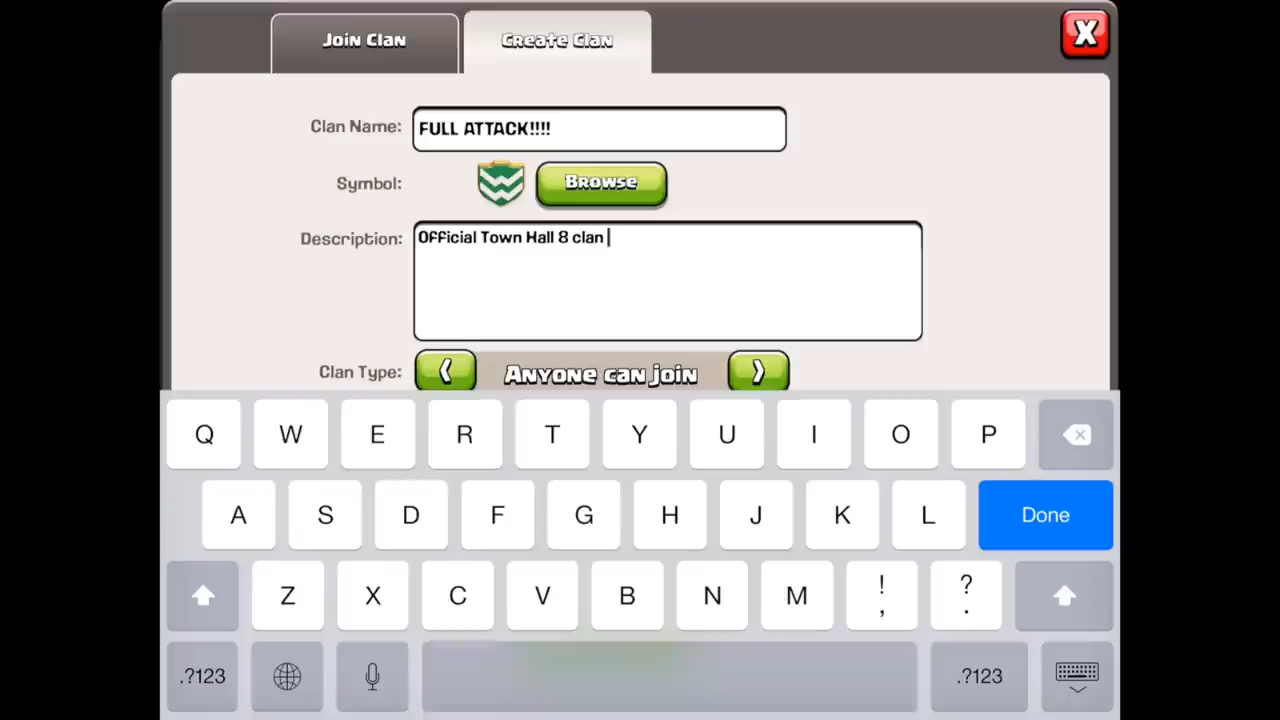 Join Clan
Create Clan
X
Clan Name: FULL ATTACK!!!!
Symbol: Browse
Description: Official Town Hall 8 clan
Clan Type: Anyone can join
Q W E R T Y U I O P
A S D F G H J K L Done
Z X C V B N M ! , ? .
.?123 .?123